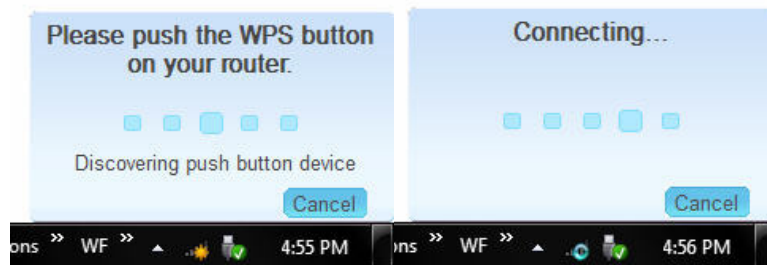 Please push the WPS button
on your router.
Discovering push button device
Cancel
ons » WF » 4:55 PM
Connecting...
Cancel
ns » WF » 4:56 PM